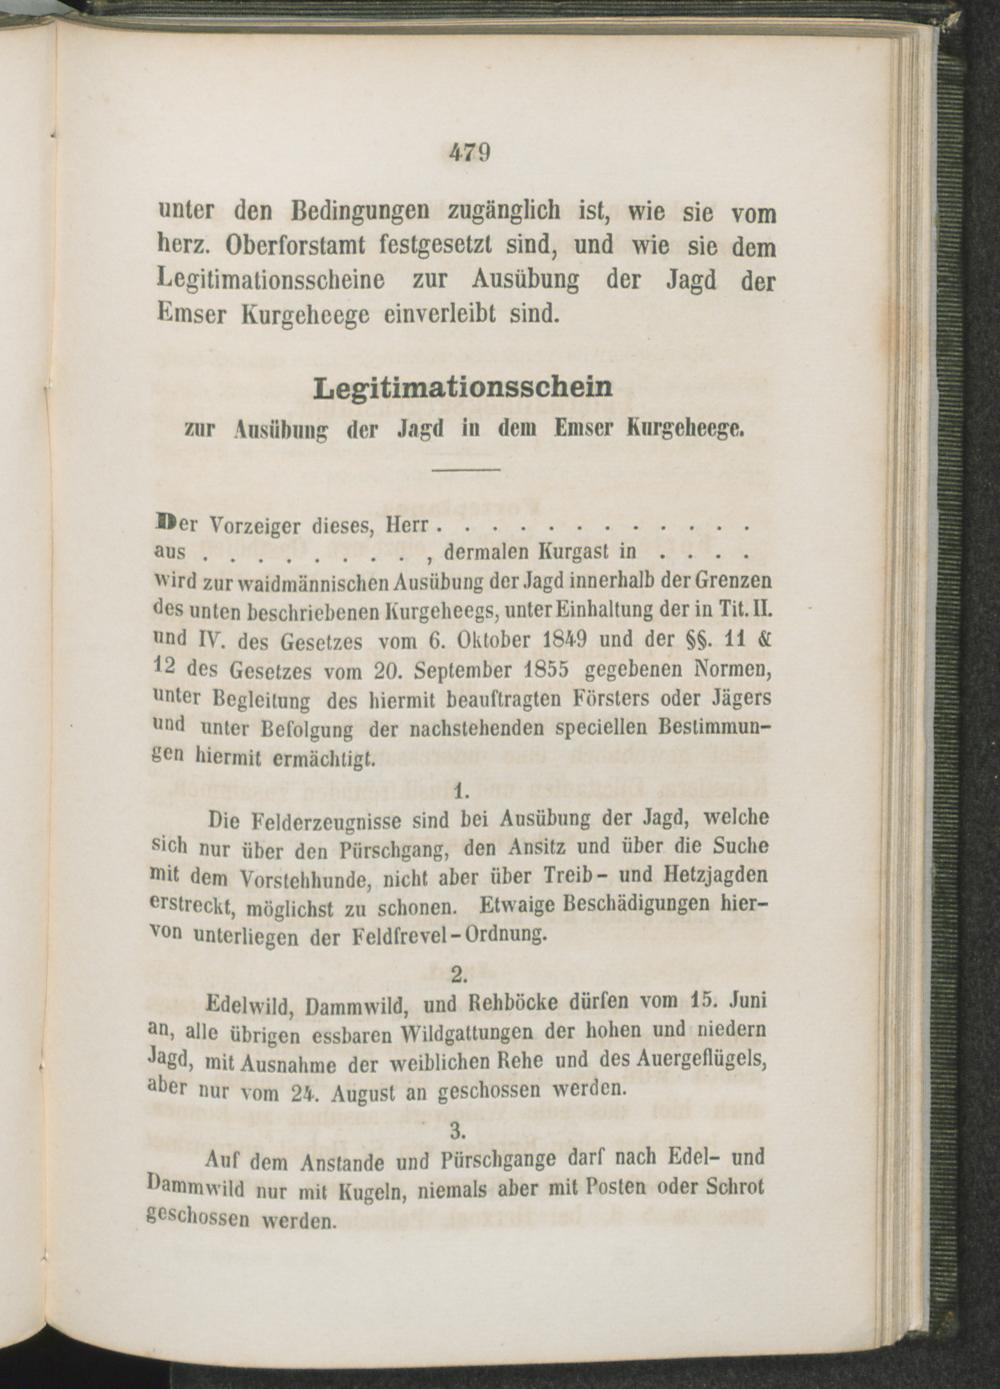 479
unter den Bedingungen zugänglich ist, wie sie vom
herz. Oberforstamt festgesetzt sind, und wie sie dem
Legitimationsscheine zur Ausübung der Jagd der
Emser Kurgeheege einverleibt sind.
Legitimationsschein
zur Ausübung der Jagd in dem Emser Kurgeheege.
Der Vorzeiger dieses, Herr . . . . . . . . . . . .
aus . . . . . . . . . , dermalen Kurgast in . . . .
wird zur waidmännischen Ausübung der Jagd innerhalb der Grenzen
des unten beschriebenen Kurgeheegs, unter Einhaltung der in Tit. II.
und IV. des Gesetzes vom 6. Oktober 1849 und der §§. 11 &
12 des Gesetzes vom 20. September 1855 gegebenen Normen,
unter Begleitung des hiermit beauftragten Försters oder Jägers
und unter Befolgung der nachstehenden speciellen Bestimmun-
gen hiermit ermächtigt.
1.
Die Felderzeugnisse sind bei Ausübung der Jagd, welche
sich nur über den Pürschgang, den Ansitz und über die Suche
mit dem Vorstehhunde, nicht aber über Treib- und Hetzjagden
erstreckt, möglichst zu schonen. Etwaige Beschädigungen hier-
von unterliegen der Feldfrevel-Ordnung.
2.
Edelwild, Dammwild, und Rehböcke dürfen vom 15. Juni
an, alle übrigen essbaren Wildgattungen der hohen und niedern
Jagd, mit Ausnahme der weiblichen Rehe und des Auergeflügels,
aber nur vom 24. August an geschossen werden.
3.
Auf dem Anstande und Pürschgange darf nach Edel- und
Dammwild nur mit Kugeln, niemals aber mit Posten oder Schrot
geschossen werden.